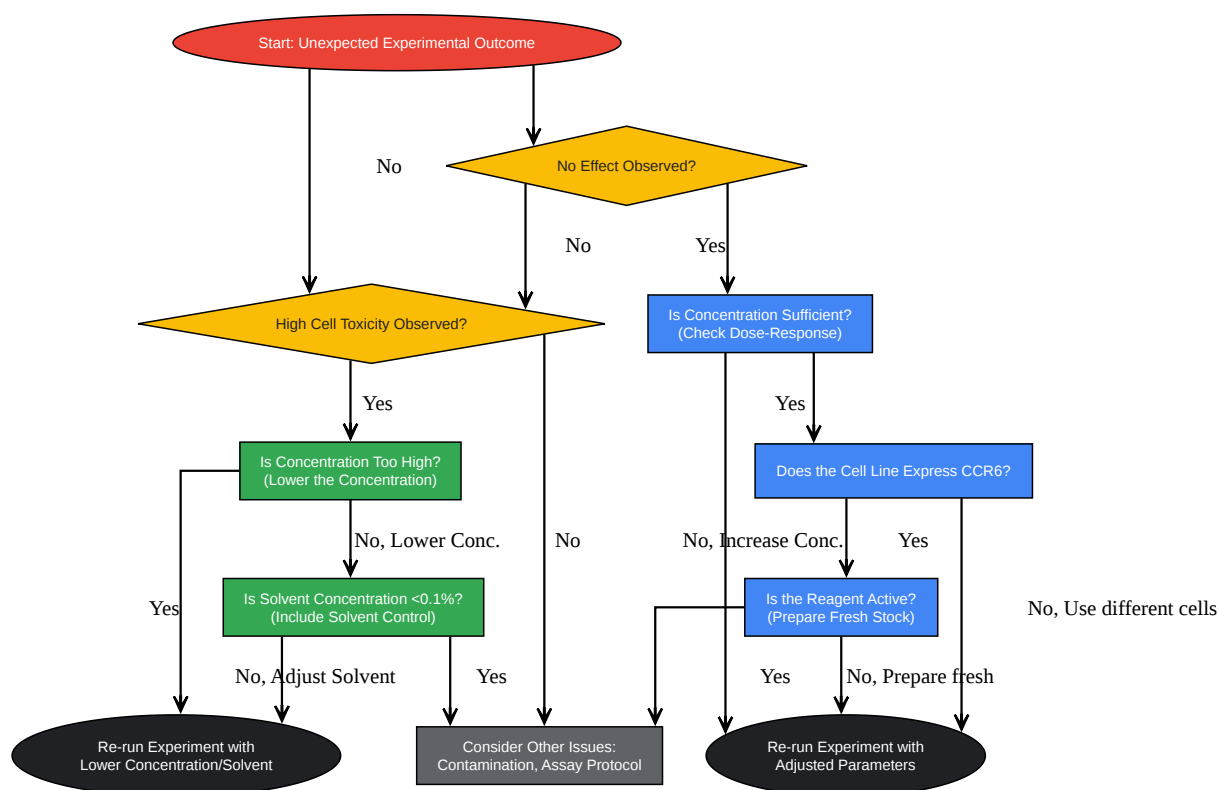 Start: Unexpected Experimental Outcome
No
No Effect Observed?
No
Yes
High Cell Toxicity Observed?
Is Concentration Sufficient?
(Check Dose-Response)
Yes
Yes
Is Concentration Too High?
(Lower the Concentration)
Does the Cell Line Express CCR6?
No, Lower Conc.
No
No, Increase Conc.
Yes
Is Solvent Concentration <0.1%?
(Include Solvent Control)
Is the Reagent Active?
(Prepare Fresh Stock)
Yes
No, Use different cells
No, Adjust Solvent
Yes
Yes
No, Prepare fresh
Re-run Experiment with
Lower Concentration/Solvent
Consider Other Issues:
Contamination, Assay Protocol
Re-run Experiment with
Adjusted Parameters